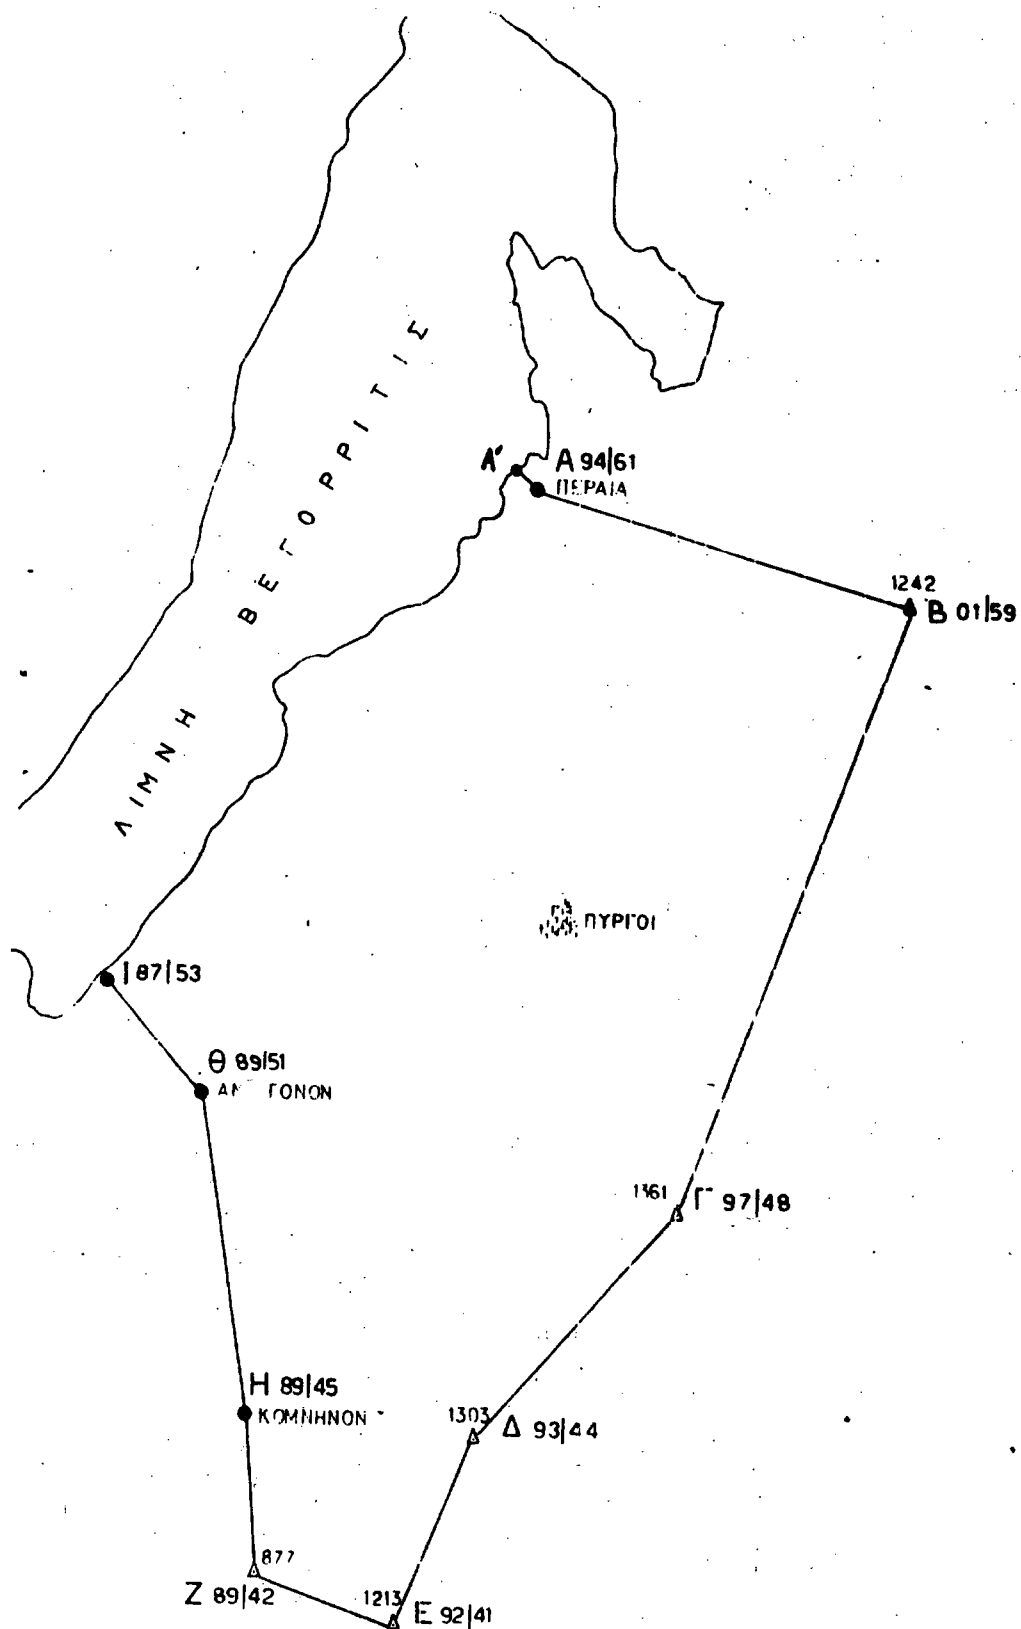 ΛΙΜΝΗ ΒΕΓΟΡΡΙΤΙΣ
Α'
Α 94/61
ΠΕΡΑΙΑ
1242
Β 01/59
ΠΥΡΓΟΙ
Ι 87/53
Θ 89/51
1361
Γ 97/48
Η 89/45
ΚΟΜΝΗΝΟΝ
1303
Δ 93/44
877
Ζ 89/42
1213
Ε 92/41